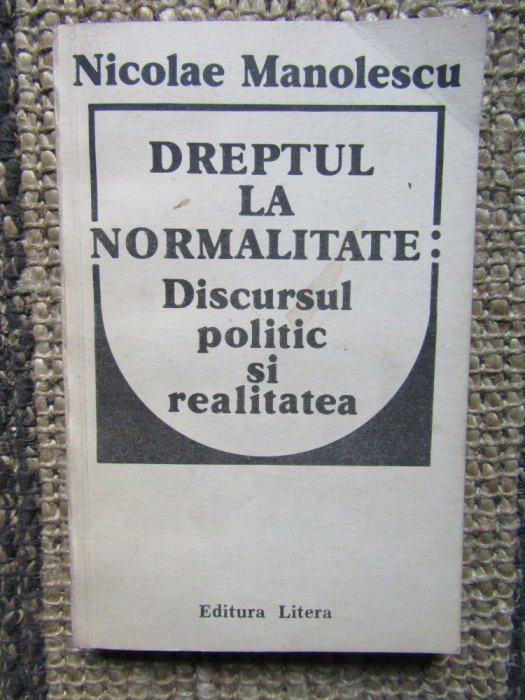 Nicolae Manolescu
DREPTUL
LA
NORMALITATE:
Discursul
politic
si
realitatea
Editura Litera